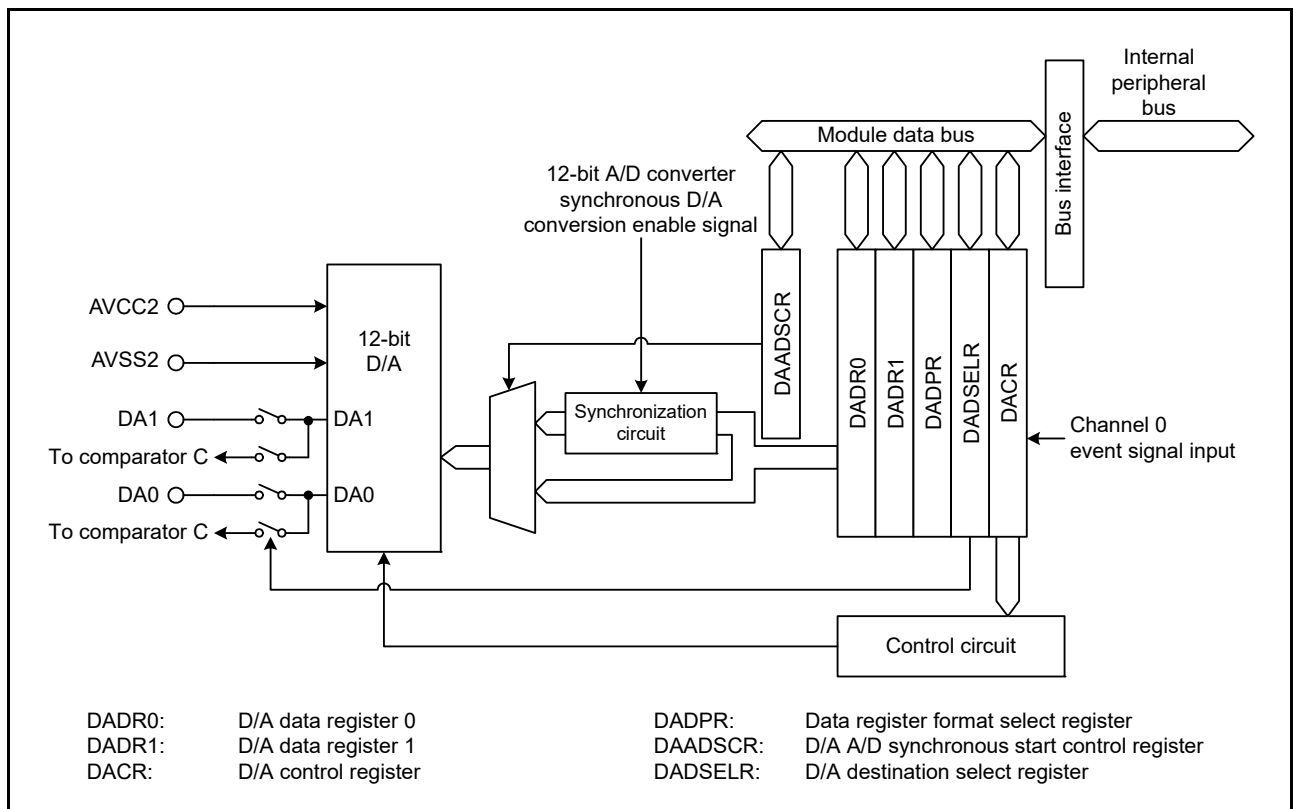 Internal
peripheral
bus
Module data bus
Bus interface
12-bit A/D converter
synchronous D/A
conversion enable signal
AVCC2
AVSS2
12-bit
D/A
DAADSCR
DADR0
DADR1
DADPR
DADSELR
DACR
Synchronization
circuit
DA1
DA1
To comparator C
DA0
DA0
To comparator C
Channel 0
event signal input
Control circuit
DADR0: D/A data register 0
DADR1: D/A data register 1
DACR: D/A control register
DADPR: Data register format select register
DAADSCR: D/A A/D synchronous start control register
DADSELR: D/A destination select register